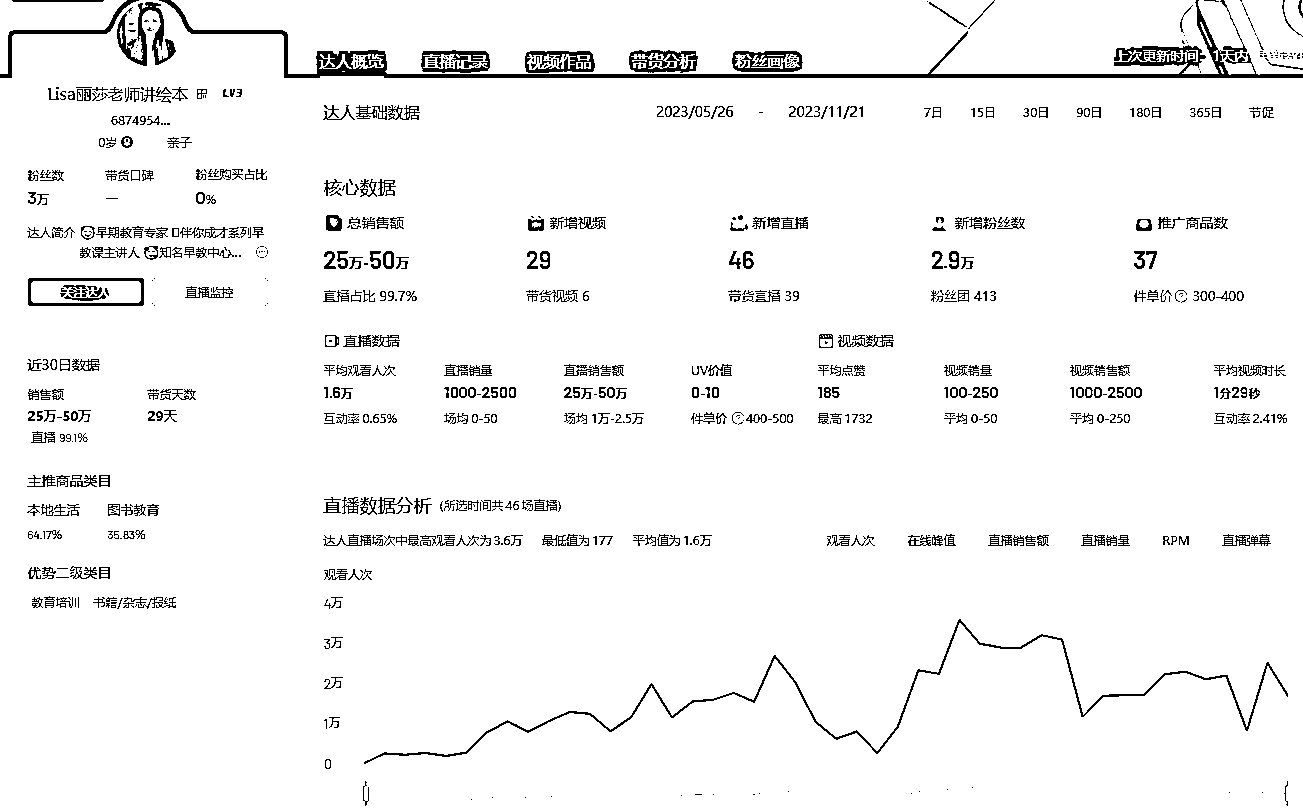 达人概览 直播记录 视频作品 带货分析 粉丝画像
上次更新时间 1天内
Lisa丽莎老师讲绘本 LV3
6874954...
0岁 亲子
粉丝数 带货口碑 粉丝购买占比
3万 — 0%
达人简介 早期教育专家 伴你成才系列早
教课主讲人 知名早教中心...
关注达人 直播监控
近30日数据
销售额 带货天数
25万-50万 29天
直播 99.1%
主推商品类目
本地生活 图书教育
64.17% 35.83%
优势二级类目
教育培训 书籍/杂志/报纸
达人基础数据 2023/05/26 - 2023/11/21 7日 15日 30日 90日 180日 365日 节促
核心数据
总销售额 新增视频 新增直播 新增粉丝数 推广商品数
25万-50万 29 46 2.9万 37
直播占比 99.7% 带货视频 6 带货直播 39 粉丝团 413 件单价 300-400
直播数据 视频数据
平均观看人次 直播销量 直播销售额 UV价值 平均点赞 视频销量 视频销售额 平均视频时长
1.6万 1000-2500 25万-50万 0-10 185 100-250 1000-2500 1分29秒
互动率 0.65% 场均 0-50 场均 1万-2.5万 件单价 400-500 最高 1732 平均 0-50 平均 0-250 互动率 2.41%
直播数据分析 (所选时间共46场直播)
达人直播场次中最高观看人次为3.6万 最低值为177 平均值为1.6万 观看人次 在线峰值 直播销售额 直播销量 RPM 直播弹幕
观看人次
4万
3万
2万
1万
0